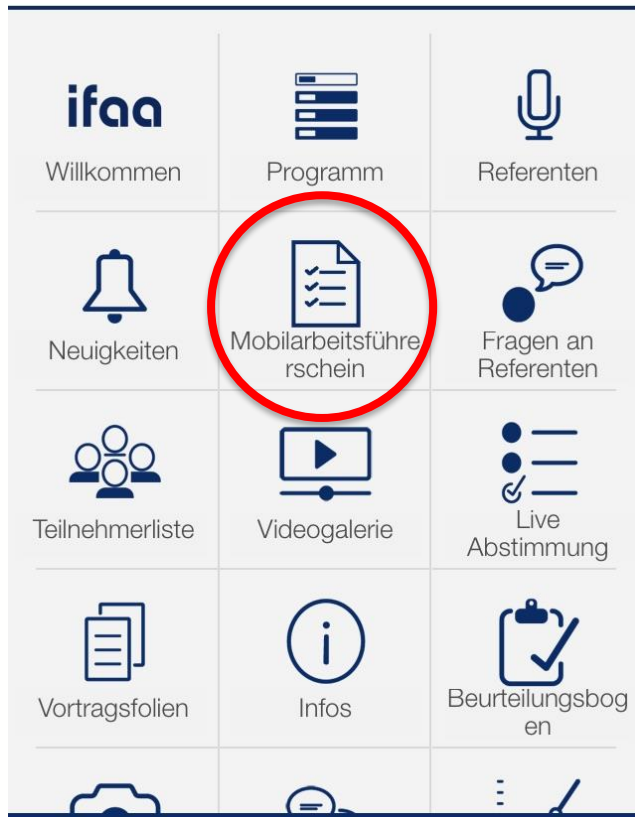 ifaa
Willkommen
Programm
Referenten
Neuigkeiten
Mobilarbeitsführe
rschein
Fragen an
Referenten
Teilnehmerliste
Videogalerie
Live
Abstimmung
Vortragsfolien
Infos
Beurteilungsbog
en